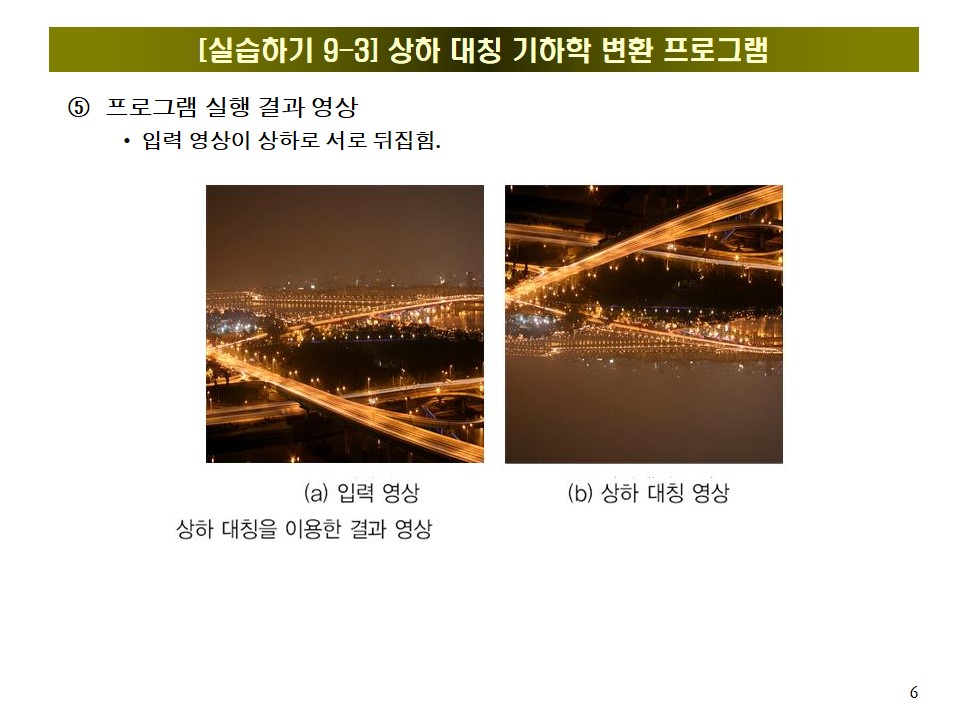 [실습하기 9-3] 상하 대칭 기하학 변환 프로그램
⑤ 프로그램 실행 결과 영상
• 입력 영상이 상하로 서로 뒤집힘.
(a) 입력 영상
(b) 상하 대칭 영상
상하 대칭을 이용한 결과 영상
6